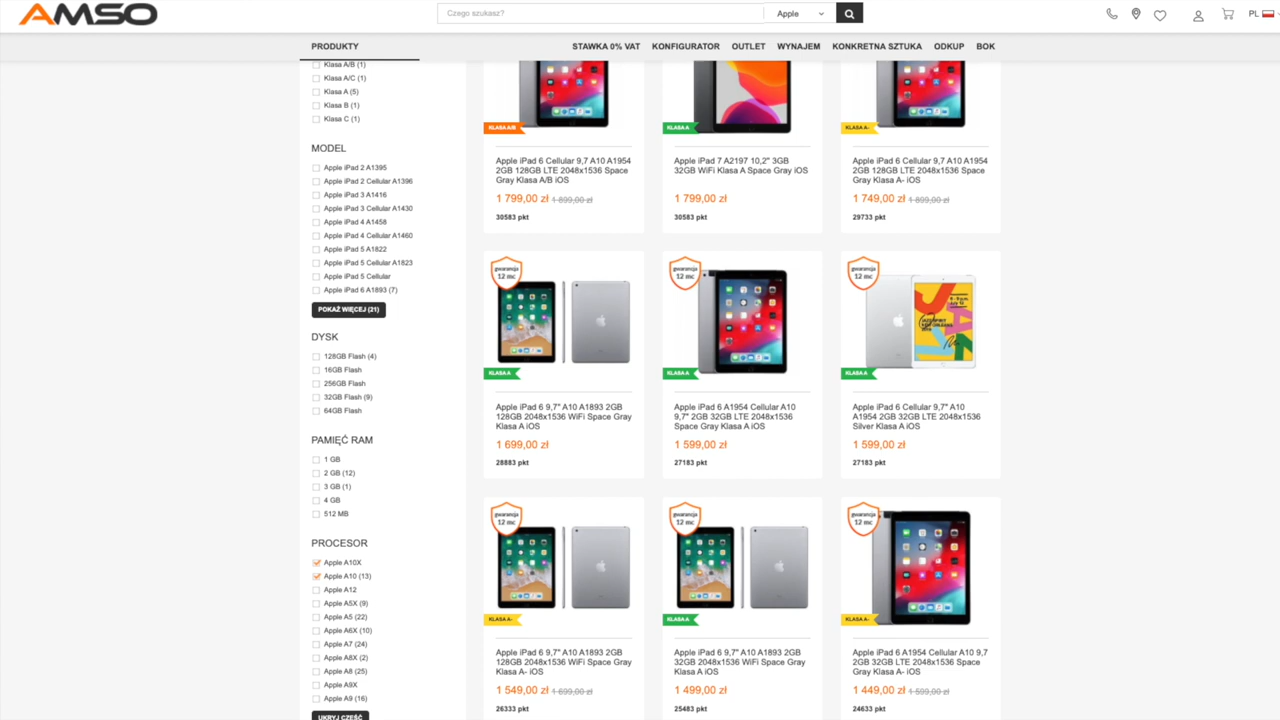 AMSO
Czego szukasz?
Apple
PL
PRODUKTY
STAWKA 0% VAT
KONFIGURATOR
OUTLET
WYNAJEM
KONKRETNA SZTUKA
ODKUP
BOK
Klasa A/B (1)
Klasa A/C (1)
Klasa A (5)
Klasa B (1)
Klasa C (1)
MODEL
Apple iPad 2 A1395
Apple iPad 2 Cellular A1396
Apple iPad 3 A1416
Apple iPad 3 Cellular A1430
Apple iPad 4 A1458
Apple iPad 4 Cellular A1460
Apple iPad 5 A1822
Apple iPad 5 Cellular A1823
Apple iPad 5 Cellular
Apple iPad 6 A1893 (7)
POKAŻ WIĘCEJ (21)
DYSK
128GB Flash (4)
16GB Flash
256GB Flash
32GB Flash (9)
64GB Flash
PAMIĘĆ RAM
1 GB
2 GB (12)
3 GB (1)
4 GB
512 MB
PROCESOR
Apple A10X
Apple A10 (13)
Apple A12
Apple A5X (9)
Apple A5 (22)
Apple A6X (10)
Apple A7 (24)
Apple A8X (2)
Apple A8 (25)
Apple A9X
Apple A9 (16)
UKRYJ CZĘŚĆ
KLASA A/B
Apple iPad 6 Cellular 9,7 A10 A1954
2GB 128GB LTE 2048x1536 Space
Gray Klasa A/B iOS
1 799,00 zł 1 899,00 zł
30583 pkt
KLASA A
Apple iPad 7 A2197 10,2" 3GB
32GB WiFi Klasa A Space Gray iOS
1 799,00 zł
30583 pkt
KLASA A-
Apple iPad 6 Cellular 9,7 A10 A1954
2GB 128GB LTE 2048x1536 Space
Gray Klasa A- iOS
1 749,00 zł 1 899,00 zł
29733 pkt
gwarancja
12 mc
KLASA A
Apple iPad 6 9,7" A10 A1893 2GB
128GB 2048x1536 WiFi Space Gray
Klasa A iOS
1 699,00 zł
28883 pkt
gwarancja
12 mc
KLASA A
Apple iPad 6 A1954 Cellular A10
9,7" 2GB 32GB LTE 2048x1536
Space Gray Klasa A iOS
1 599,00 zł
27183 pkt
gwarancja
12 mc
KLASA A
Apple iPad 6 Cellular 9,7" A10
A1954 2GB 32GB LTE 2048x1536
Silver Klasa A iOS
1 599,00 zł
27183 pkt
gwarancja
12 mc
KLASA A-
Apple iPad 6 9,7" A10 A1893 2GB
128GB 2048x1536 WiFi Space Gray
Klasa A- iOS
1 549,00 zł 1 699,00 zł
26333 pkt
gwarancja
12 mc
KLASA A
Apple iPad 6 9,7" A10 A1893 2GB
32GB 2048x1536 WiFi Space Gray
Klasa A iOS
1 499,00 zł
25483 pkt
gwarancja
12 mc
KLASA A-
Apple iPad 6 A1954 Cellular A10 9,7
2GB 32GB LTE 2048x1536 Space
Gray Klasa A- iOS
1 449,00 zł 1 599,00 zł
24633 pkt